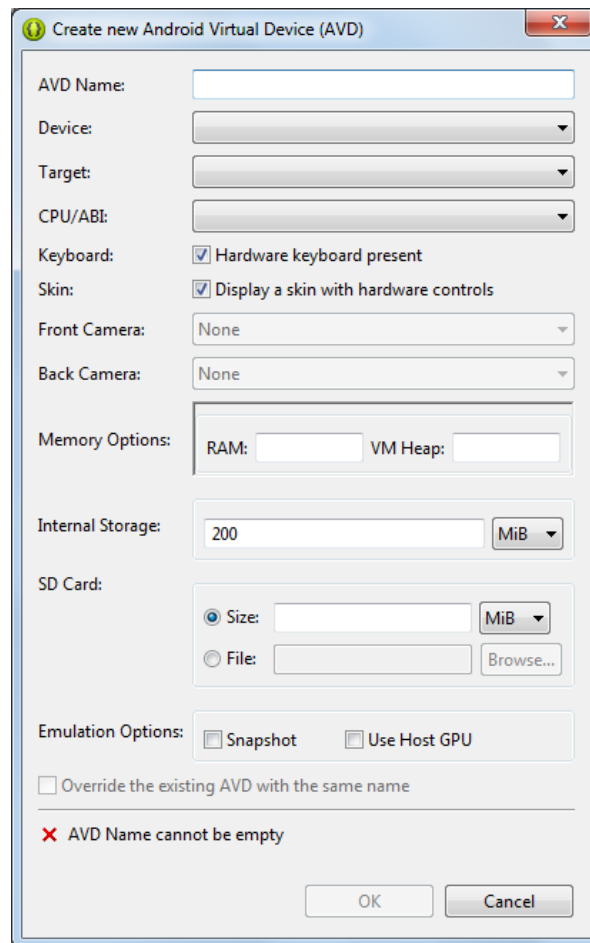 Create new Android Virtual Device (AVD)
AVD Name:
Device:
Target:
CPU/ABI:
Keyboard: Hardware keyboard present
Skin: Display a skin with hardware controls
Front Camera: None
Back Camera: None
Memory Options: RAM: VM Heap:
Internal Storage: 200 MiB
SD Card:
Size: MiB
File: Browse...
Emulation Options: Snapshot Use Host GPU
Override the existing AVD with the same name
AVD Name cannot be empty
OK Cancel